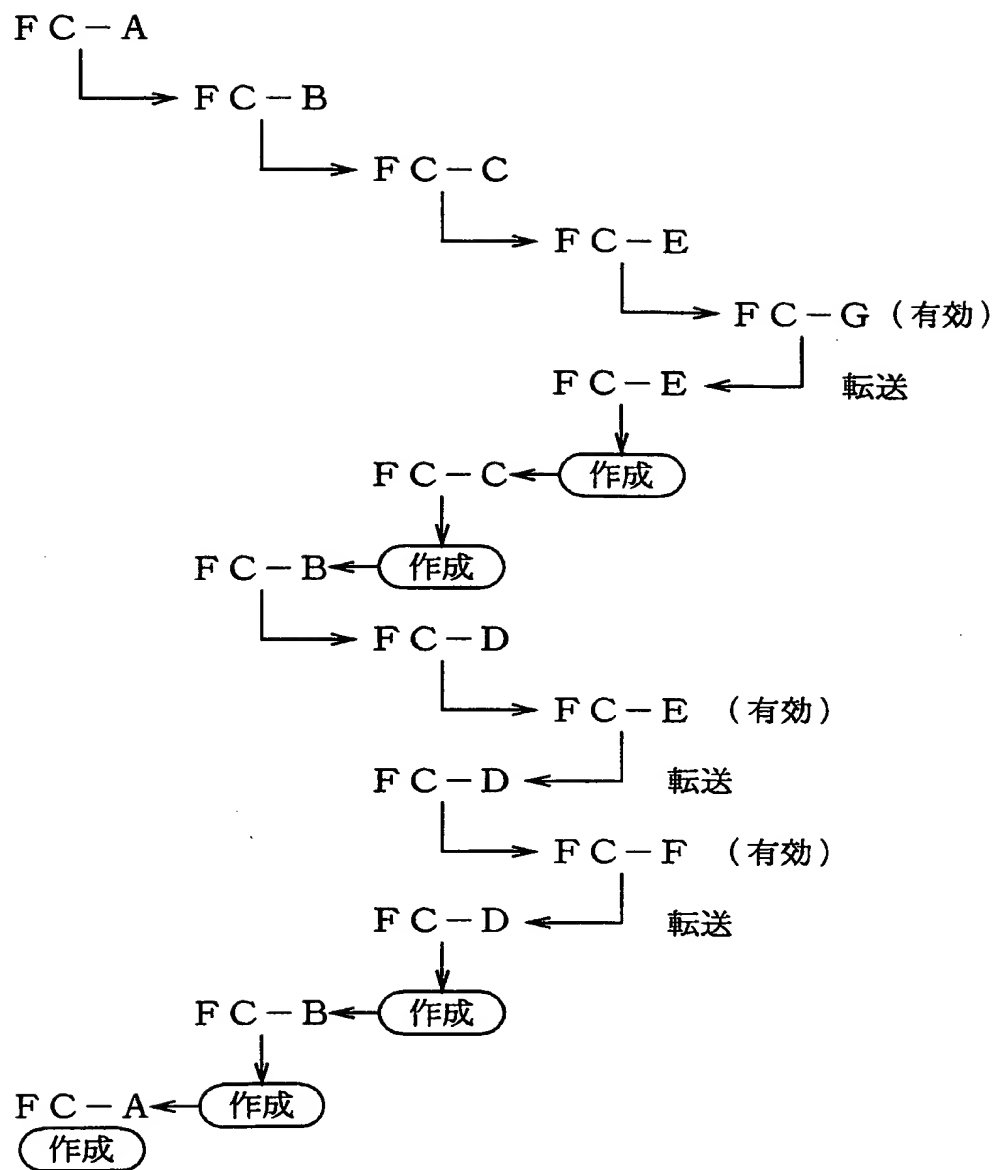 FC-A
FC-B
FC-C
FC-E
FC-G (有効)
FC-E 転送
FC-C 作成
FC-B 作成
FC-D
FC-E (有効)
FC-D 転送
FC-F (有効)
FC-D 転送
FC-B 作成
FC-A 作成
作成